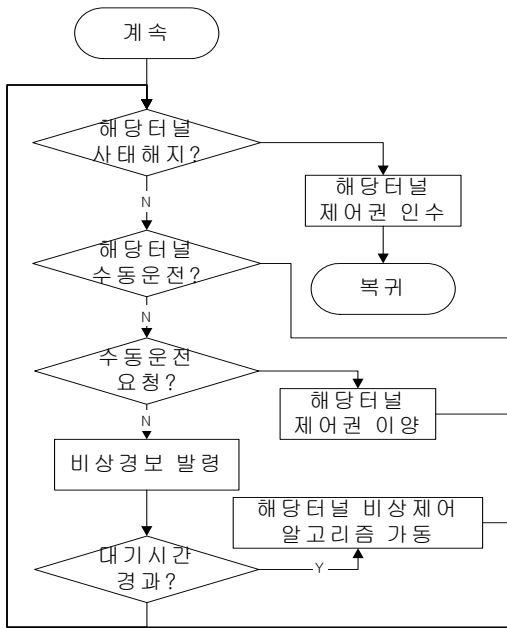 계속
해당터널
사태해지?
해당터널
제어권 인수
N
해당터널
수동운전?
복귀
N
수동운전
요청?
해당터널
제어권 이양
N
비상경보 발령
해당터널 비상제어
알고리즘 가동
대기시간
경과?
Y